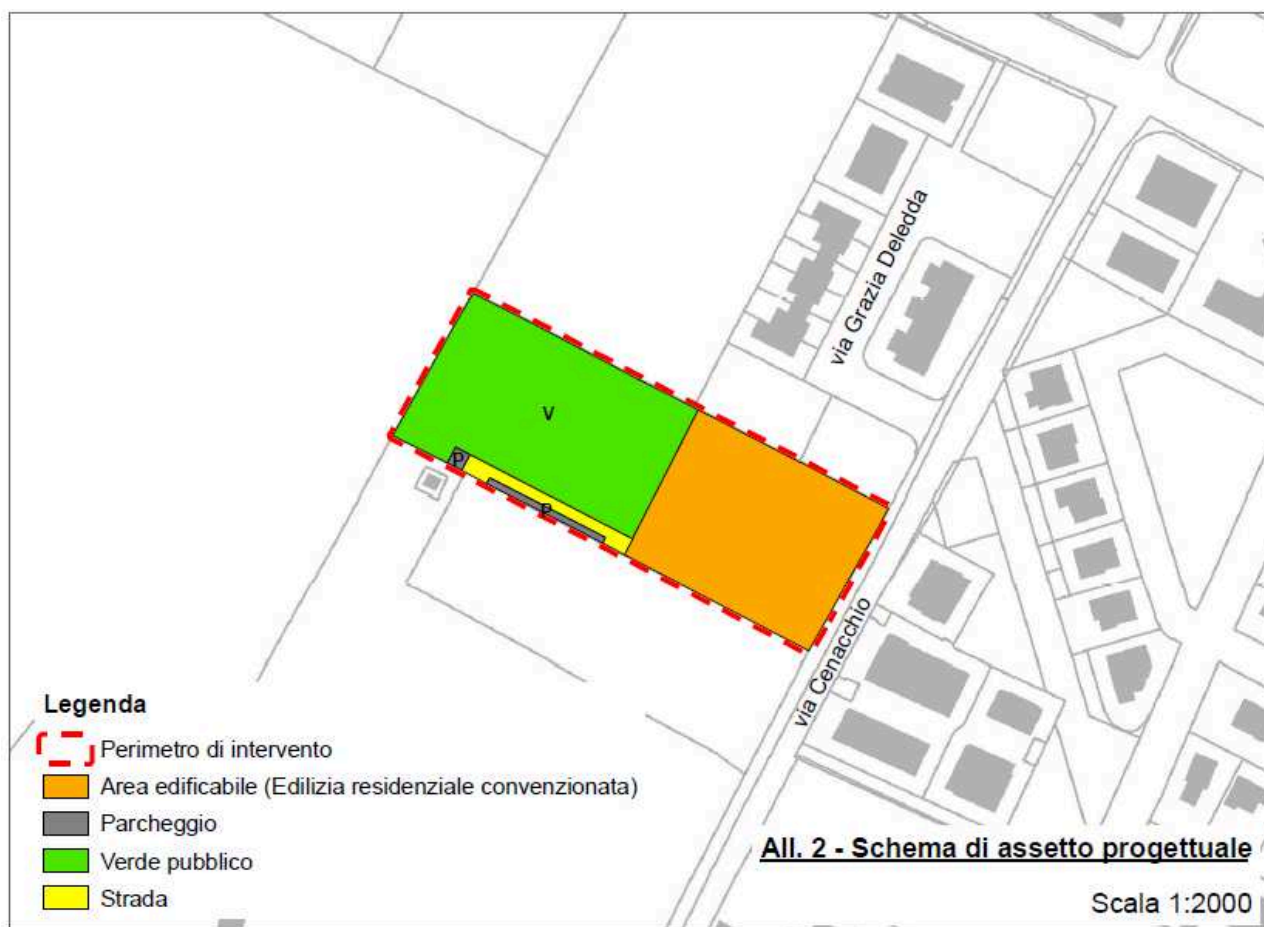 via Grazia Deledda
V
P
P
via Cenacchio
Legenda
Perimetro di intervento
Area edificabile (Edilizia residenziale convenzionata)
Parcheggio
Verde pubblico
Strada
All. 2 - Schema di assetto progettuale
Scala 1:2000